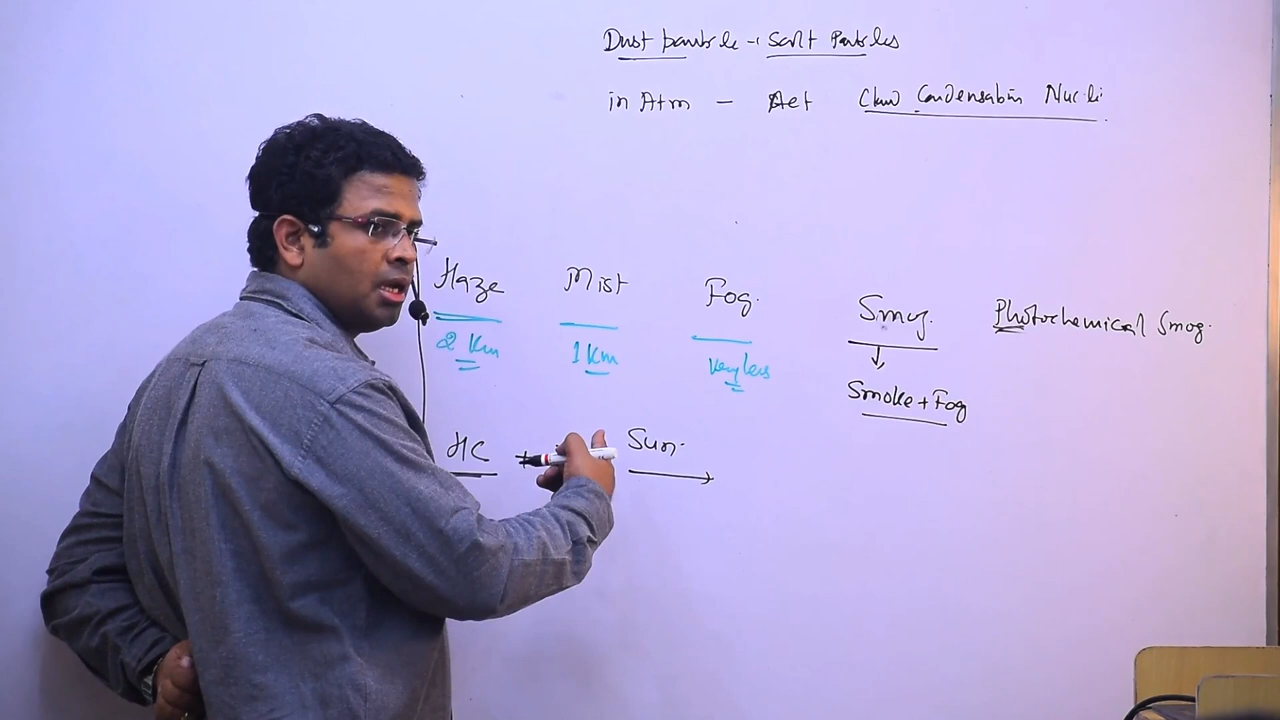 Dust particle - Salt Particles
in Atm - Act Cloud Condensation Nuclei
Haze Mist Fog. Smog. Photochemical Smog.
2 Km 1 Km Very less
Smoke + Fog
HC + Sun